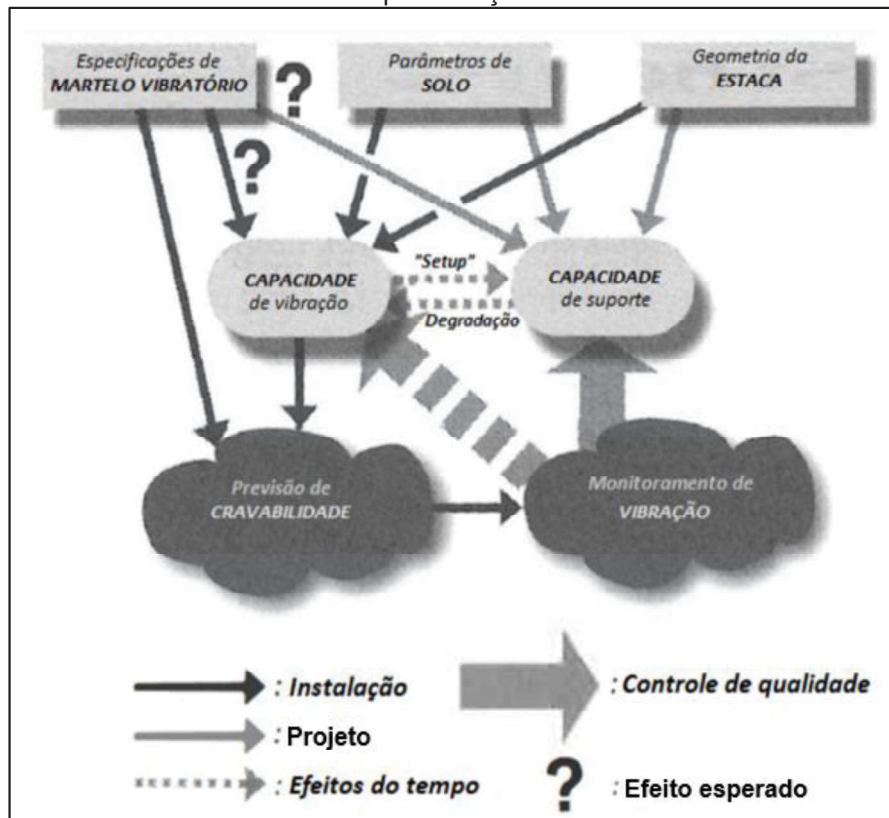 Especificações de
MARTELO VIBRATÓRIO
?
Parâmetros de
SOLO
Geometria da
ESTACA
?
CAPACIDADE
de vibração
"Setup"
Degradação
CAPACIDADE
de suporte
Previsão de
CRAVABILIDADE
Monitoramento de
VIBRAÇÃO
: Instalação
: Controle de qualidade
: Projeto
: Efeitos do tempo
? : Efeito esperado